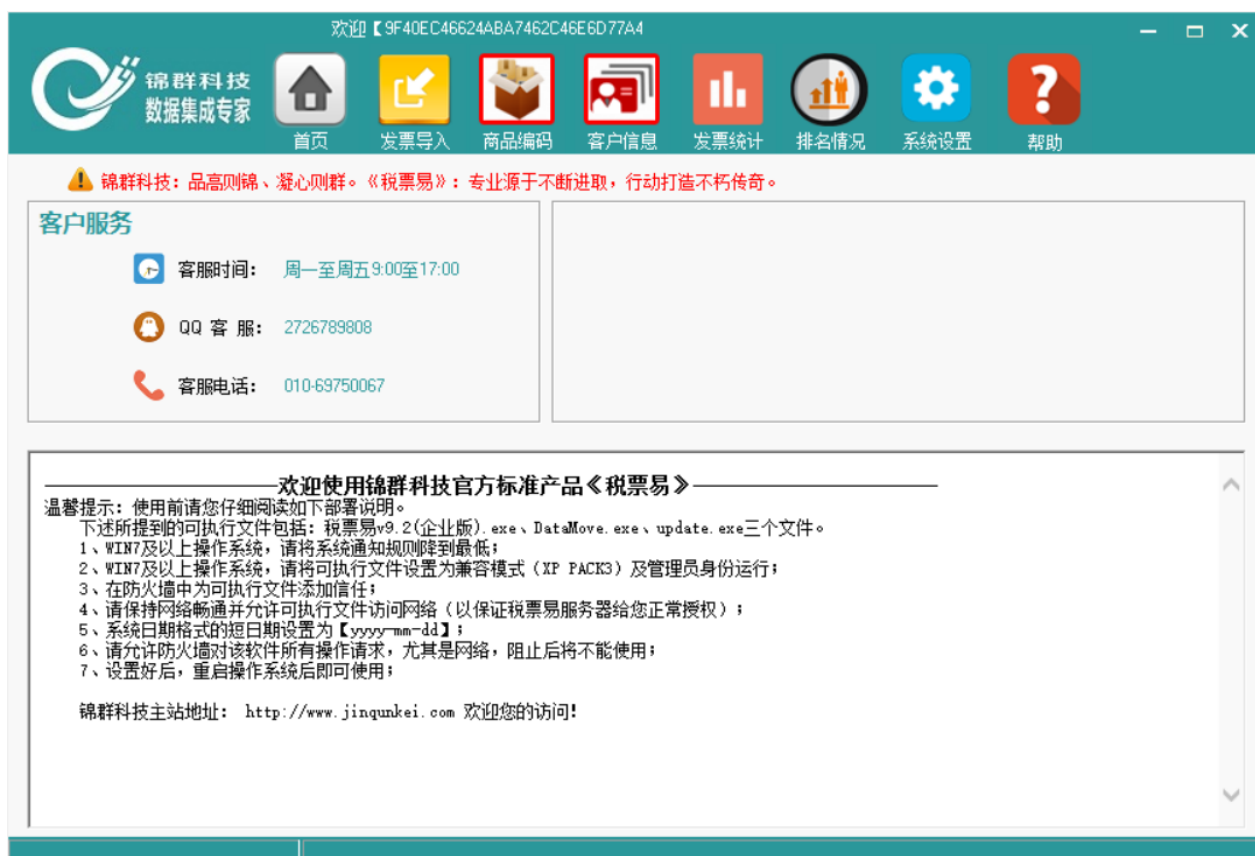 欢迎【9F40EC46624ABA7462C46E6D77A4
锦群科技
数据集成专家
首页 发票导入 商品编码 客户信息 发票统计 排名情况 系统设置 帮助
锦群科技：品高则锦、凝心则群。《税票易》：专业源于不断进取，行动打造不朽传奇。
客户服务
客服时间： 周一至周五9:00至17:00
QQ 客 服： 2726789808
客服电话： 010-69750067
欢迎使用锦群科技官方标准产品《税票易》
温馨提示：使用前请您仔细阅读如下部署说明。
下述所提到的可执行文件包括：税票易v9.2(企业版).exe、DataMove.exe、update.exe三个文件。
1、WIN7及以上操作系统，请将系统通知规则降到最低；
2、WIN7及以上操作系统，请将可执行文件设置为兼容模式（XP PACK3）及管理员身份运行；
3、在防火墙中为可执行文件添加信任；
4、请保持网络畅通并允许可执行文件访问网络（以保证税票易服务器给您正常授权）；
5、系统日期格式的短日期设置为【yyyy-mm-dd】；
6、请允许防火墙对该软件所有操作请求，尤其是网络，阻止后将不能使用；
7、设置好后，重启操作系统后即可使用；
锦群科技主站地址： http://www.jinqunkei.com 欢迎您的访问!